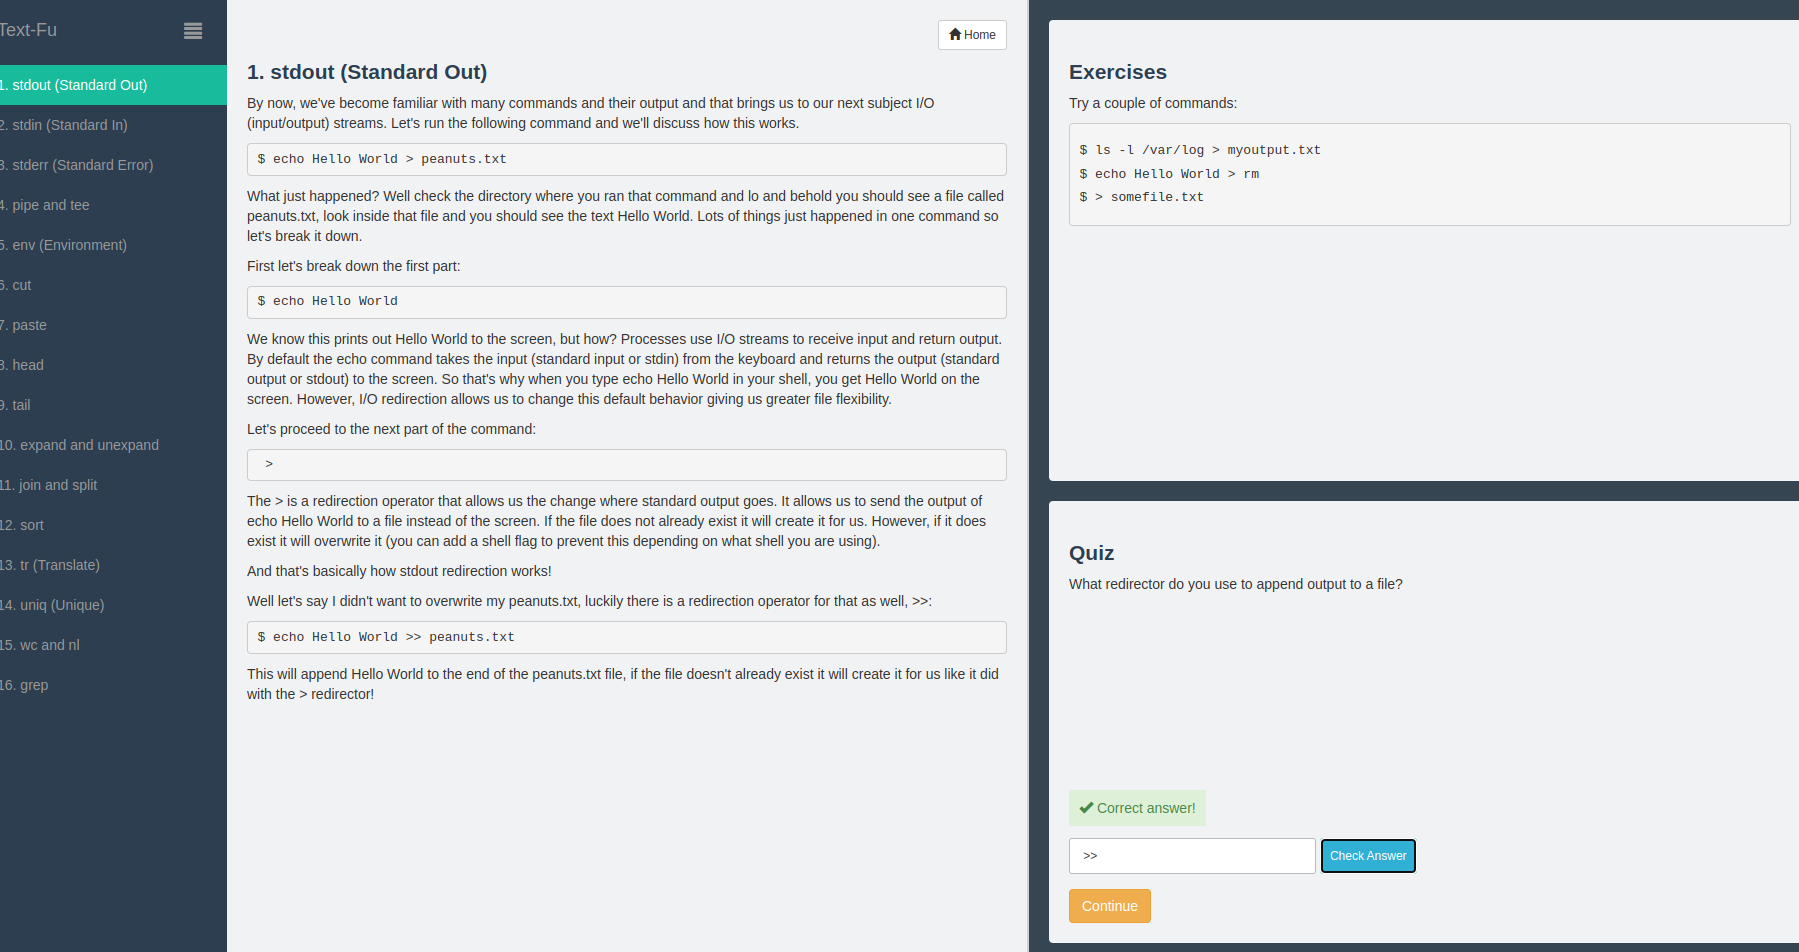 Text-Fu
1. stdout (Standard Out)
2. stdin (Standard In)
3. stderr (Standard Error)
4. pipe and tee
5. env (Environment)
6. cut
7. paste
8. head
9. tail
10. expand and unexpand
11. join and split
12. sort
13. tr (Translate)
14. uniq (Unique)
15. wc and nl
16. grep
Home
1. stdout (Standard Out)
By now, we've become familiar with many commands and their output and that brings us to our next subject I/O
(input/output) streams. Let's run the following command and we'll discuss how this works.
$ echo Hello World > peanuts.txt
What just happened? Well check the directory where you ran that command and lo and behold you should see a file called
peanuts.txt, look inside that file and you should see the text Hello World. Lots of things just happened in one command so
let's break it down.
First let's break down the first part:
$ echo Hello World
We know this prints out Hello World to the screen, but how? Processes use I/O streams to receive input and return output.
By default the echo command takes the input (standard input or stdin) from the keyboard and returns the output (standard
output or stdout) to the screen. So that's why when you type echo Hello World in your shell, you get Hello World on the
screen. However, I/O redirection allows us to change this default behavior giving us greater file flexibility.
Let's proceed to the next part of the command:
>
The > is a redirection operator that allows us the change where standard output goes. It allows us to send the output of
echo Hello World to a file instead of the screen. If the file does not already exist it will create it for us. However, if it does
exist it will overwrite it (you can add a shell flag to prevent this depending on what shell you are using).
And that's basically how stdout redirection works!
Well let's say I didn't want to overwrite my peanuts.txt, luckily there is a redirection operator for that as well, >>:
$ echo Hello World >> peanuts.txt
This will append Hello World to the end of the peanuts.txt file, if the file doesn't already exist it will create it for us like it did
with the > redirector!
Exercises
Try a couple of commands:
$ ls -l /var/log > myoutput.txt
$ echo Hello World > rm
$ > somefile.txt
Quiz
What redirector do you use to append output to a file?
Correct answer!
>>
Check Answer
Continue